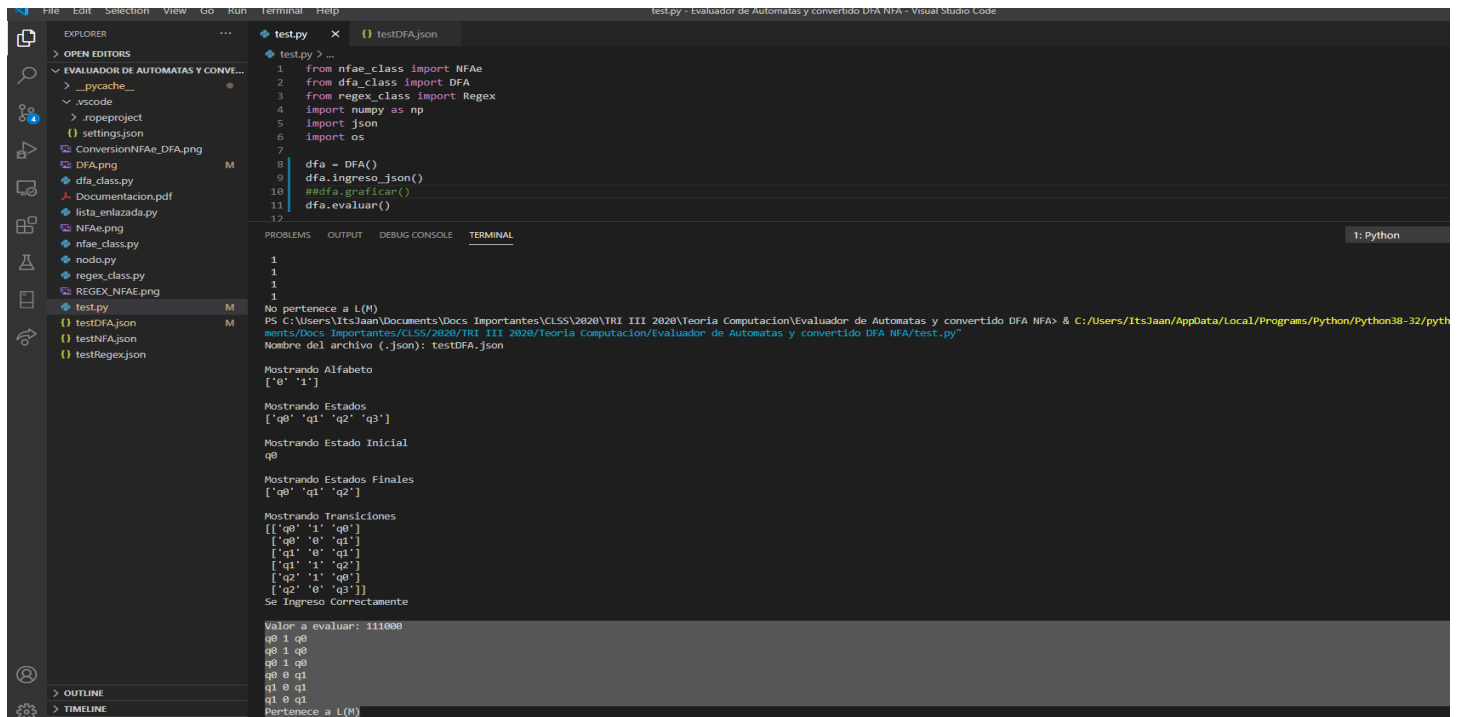 File Edit Selection View Go Run Terminal Help
test.py - Evaluador de Automatas y convertido DFA NFA - Visual Studio Code
EXPLORER ...
> OPEN EDITORS
EVALUADOR DE AUTOMATAS Y CONVE...
> __pycache__
.vscode
> .ropeproject
{} settings.json
ConversionNFAe_DFA.png
DFA.png M
dfa_class.py
Documentacion.pdf
lista_enlazada.py
NFAe.png
nfae_class.py
nodo.py
regex_class.py
REGEX_NFAE.png
test.py M
{} testDFA.json M
{} testNFA.json
{} testRegex.json
> OUTLINE
> TIMELINE
4
test.py X {} testDFA.json
test.py > ...
1 from nfae_class import NFAe
2 from dfa_class import DFA
3 from regex_class import Regex
4 import numpy as np
5 import json
6 import os
7
8 dfa = DFA()
9 dfa.ingreso_json()
10 ##dfa.graficar()
11 dfa.evaluar()
12
PROBLEMS OUTPUT DEBUG CONSOLE TERMINAL
1: Python
1
1
1
1
No pertenece a L(M)
PS C:\Users\ItsJaan\Documents\Docs Importantes\CLSS\2020\TRI III 2020\Teoria Computacion\Evaluador de Automatas y convertido DFA NFA> & C:/Users/ItsJaan/AppData/Local/Programs/Python/Python38-32/pyth
ments/Docs Importantes/CLSS/2020/TRI III 2020/Teoria Computacion/Evaluador de Automatas y convertido DFA NFA/test.py"
Nombre del archivo (.json): testDFA.json
Mostrando Alfabeto
['0' '1']
Mostrando Estados
['q0' 'q1' 'q2' 'q3']
Mostrando Estado Inicial
q0
Mostrando Estados Finales
['q0' 'q1' 'q2']
Mostrando Transiciones
[['q0' '1' 'q0']
['q0' '0' 'q1']
['q1' '0' 'q1']
['q1' '1' 'q2']
['q2' '1' 'q0']
['q2' '0' 'q3']]
Se Ingreso Correctamente
Valor a evaluar: 111000
q0 1 q0
q0 1 q0
q0 1 q0
q0 0 q1
q1 0 q1
q1 0 q1
Pertenece a L(M)